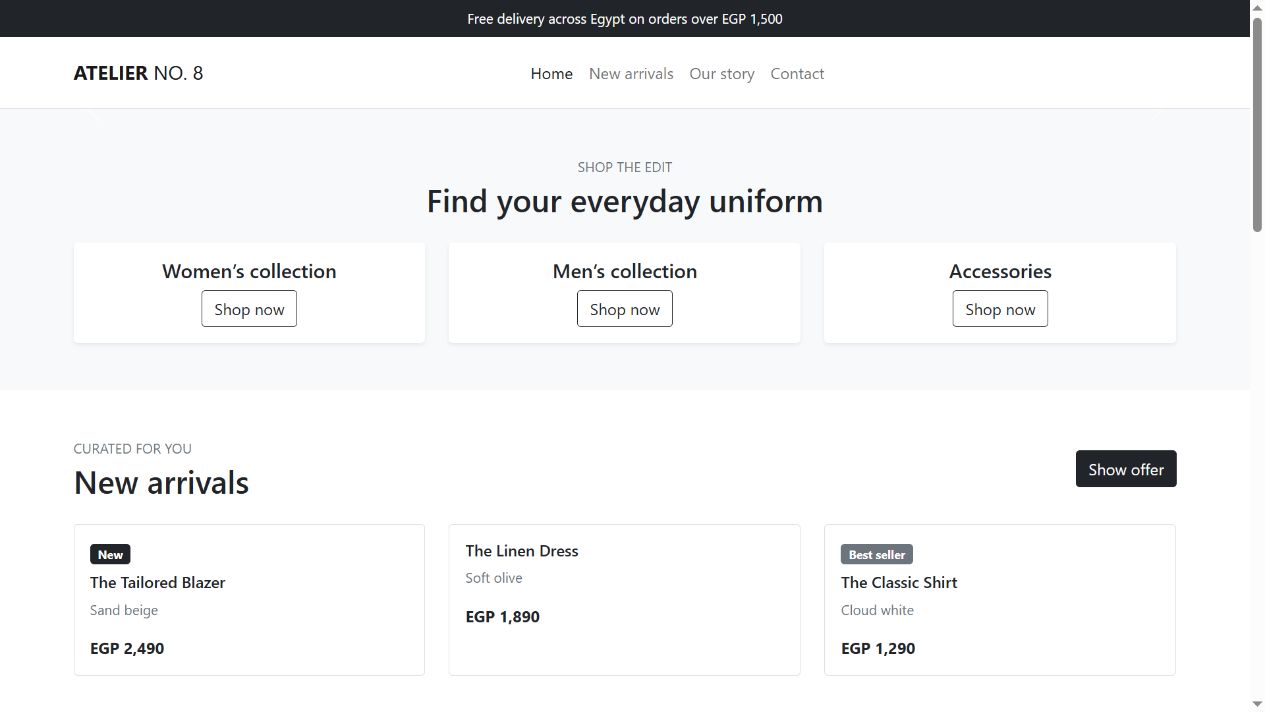 Free delivery across Egypt on orders over EGP 1,500
ATELIER NO. 8
Home New arrivals Our story Contact
SHOP THE EDIT
Find your everyday uniform
Women’s collection
Shop now
Men’s collection
Shop now
Accessories
Shop now
CURATED FOR YOU
New arrivals
Show offer
New
The Tailored Blazer
Sand beige
EGP 2,490
The Linen Dress
Soft olive
EGP 1,890
Best seller
The Classic Shirt
Cloud white
EGP 1,290